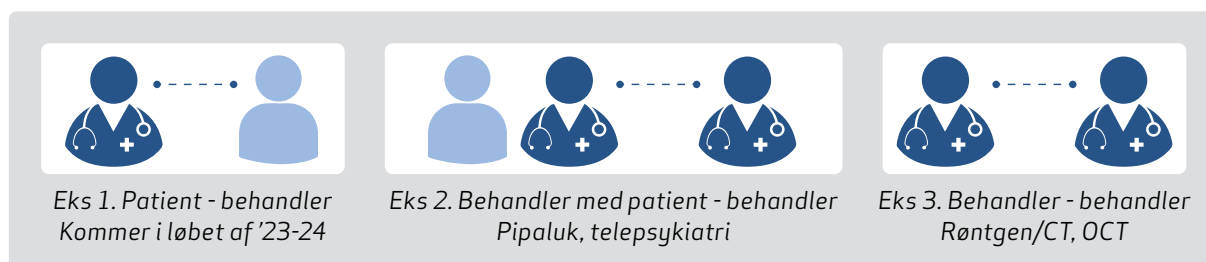 Eks 1. Patient - behandler
Kommer i løbet af ’23-24
Eks 2. Behandler med patient - behandler
Pipaluk, telepsykiatri
Eks 3. Behandler - behandler
Røntgen/CT, OCT